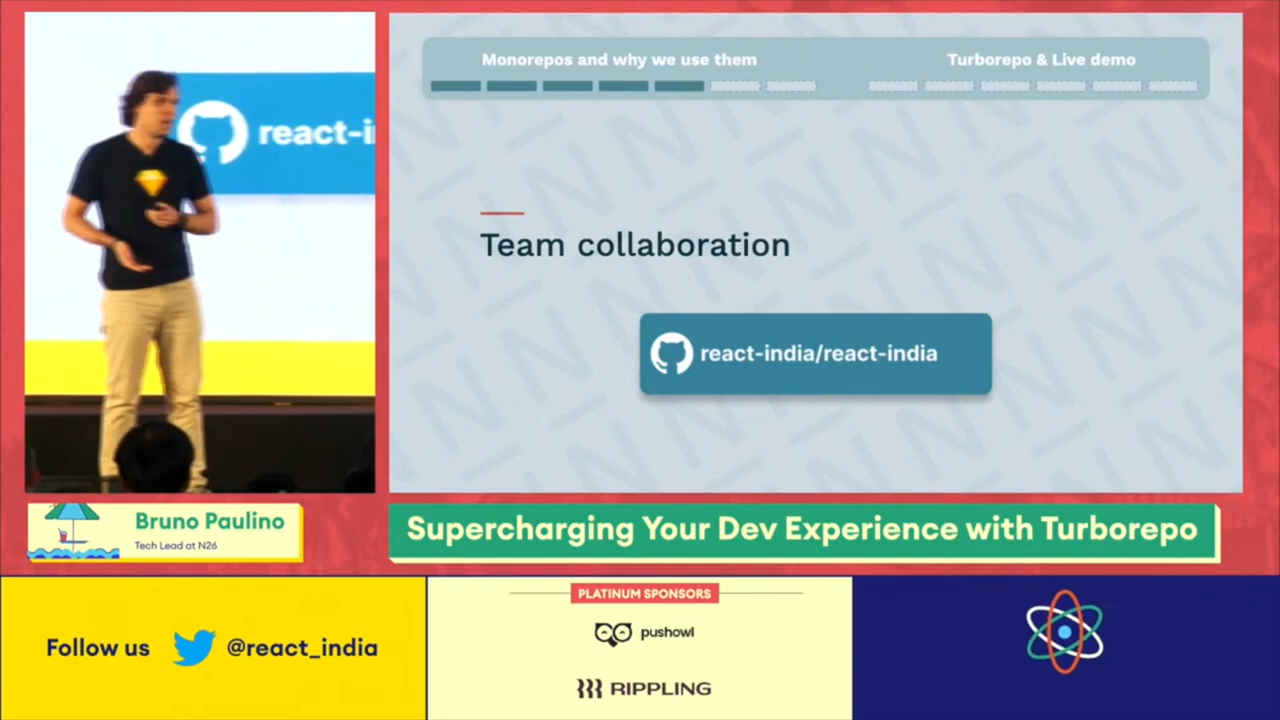 react-i
Monorepos and why we use them
Turborepo & Live demo
Team collaboration
react-india/react-india
Bruno Paulino
Tech Lead at N26
Supercharging Your Dev Experience with Turborepo
Follow us
@react_india
PLATINUM SPONSORS
pushowl
RIPPLING